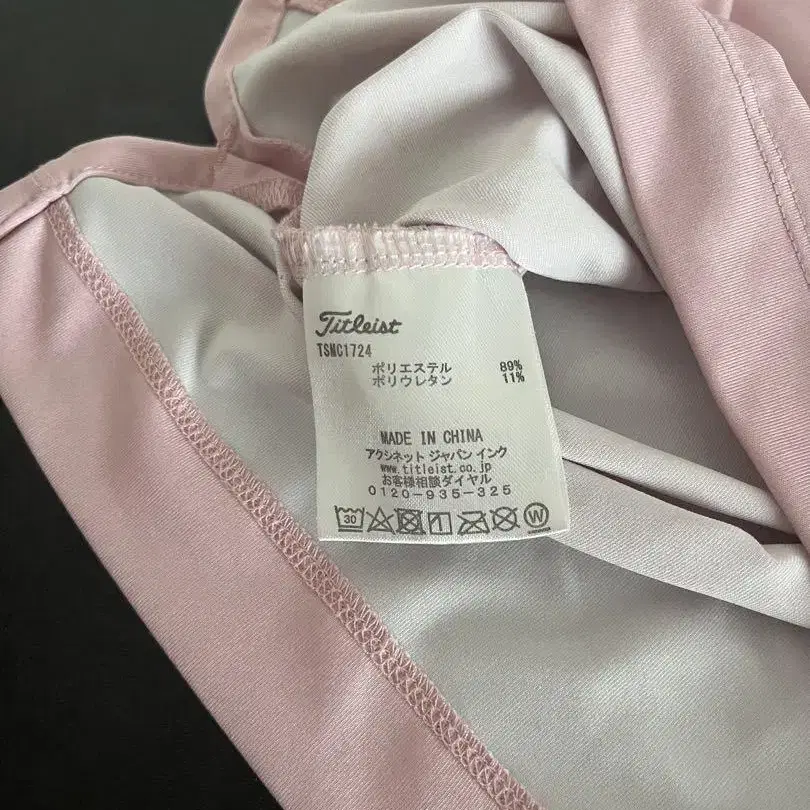 Titleist
TSMC1724
ポリエステル 89%
ポリウレタン 11%
MADE IN CHINA
アクシネット ジャパン インク
www.titleist.co.jp
お客様相談ダイヤル
0120-935-325
30 W